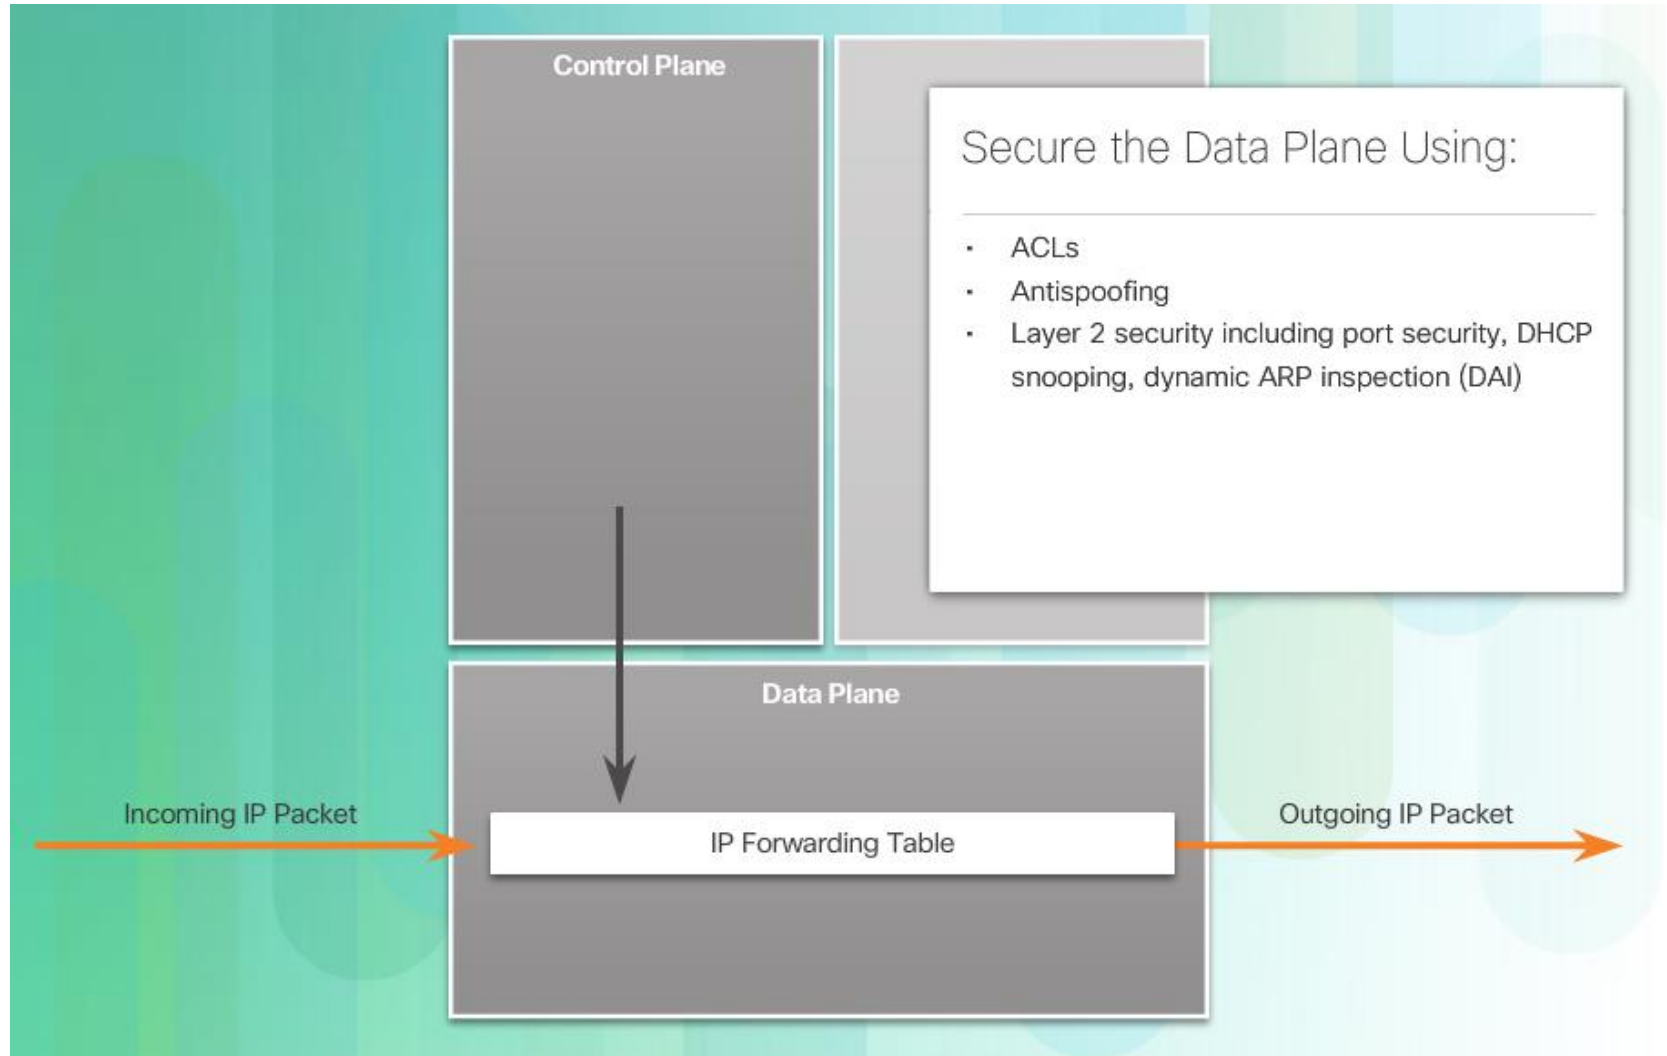 Control Plane
Secure the Data Plane Using:
▪ ACLs
▪ Antispoofing
▪ Layer 2 security including port security, DHCP
snooping, dynamic ARP inspection (DAI)
Data Plane
Incoming IP Packet
IP Forwarding Table
Outgoing IP Packet